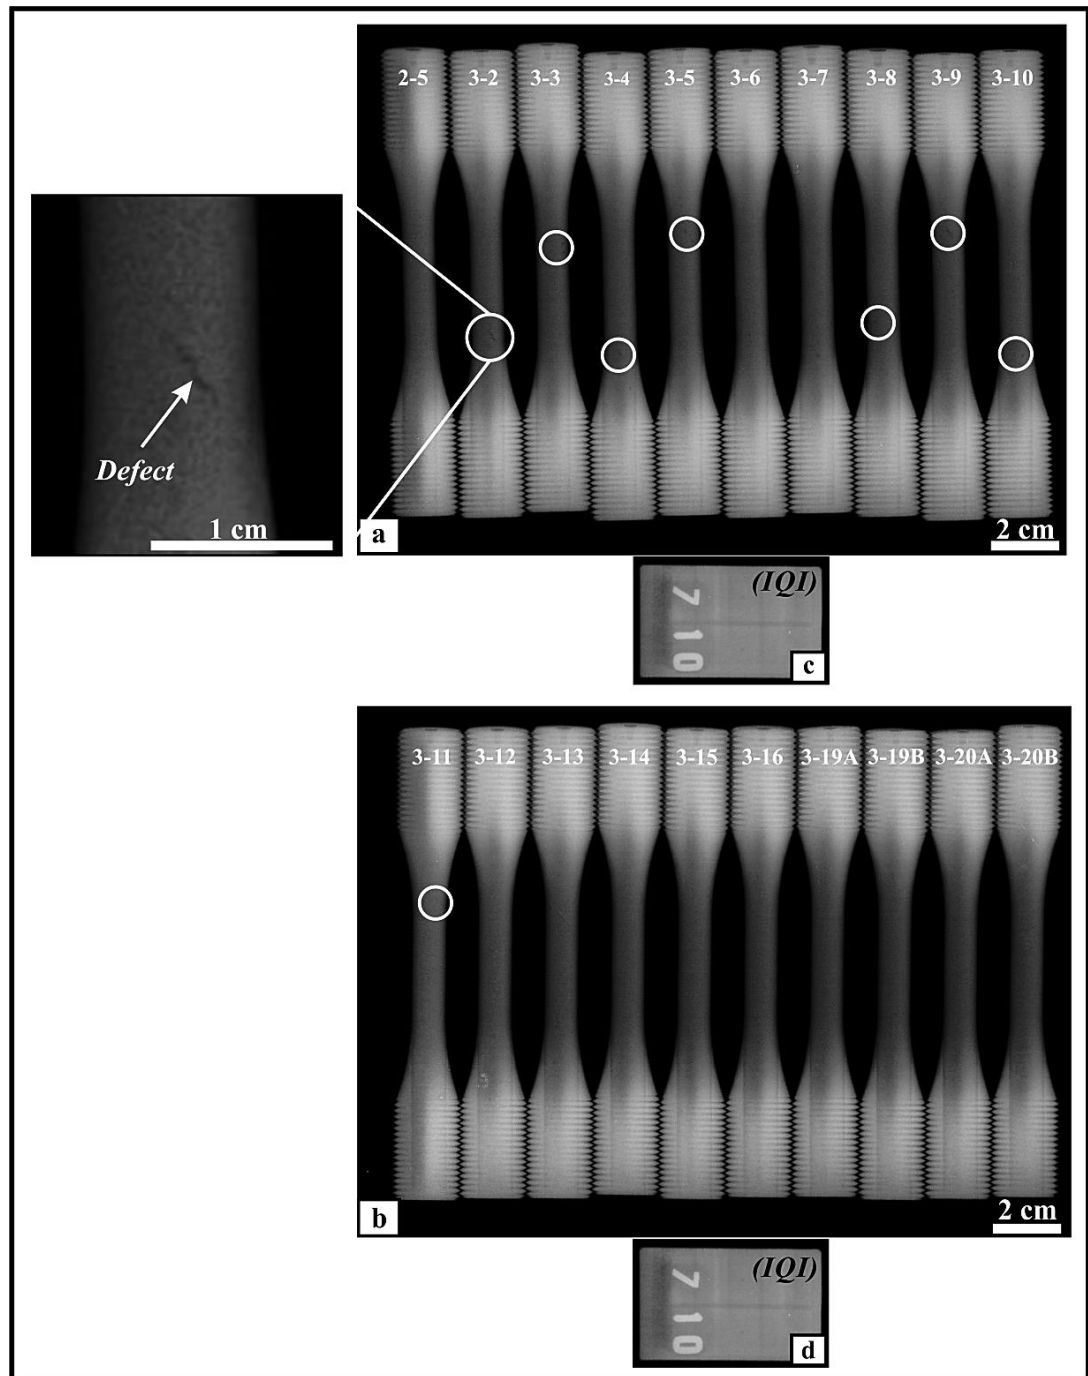 2-5 3-2 3-3 3-4 3-5 3-6 3-7 3-8 3-9 3-10
Defect
1 cm
a
2 cm
(IQI)
7
10
c
3-11 3-12 3-13 3-14 3-15 3-16 3-19A 3-19B 3-20A 3-20B
b
2 cm
(IQI)
7
10
d